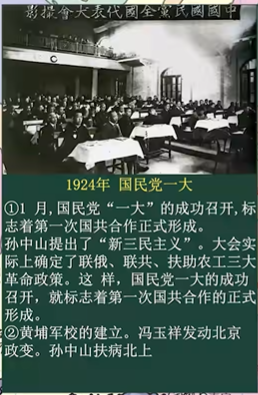 中國國民黨全國代表大會撮影
1924年 国民党一大
①1 月,国民党“一大”的成功召开,标
志着第一次国共合作正式形成。
孙中山提出了“新三民主义”。大会实
际上确定了联俄、联共、扶助农工三大
革命政策。这 样，国民党一大的成功
召开，就标志着第一次国共合作的正式
形成。
②黄埔军校的建立。冯玉祥发动北京
政变。孙中山扶病北上